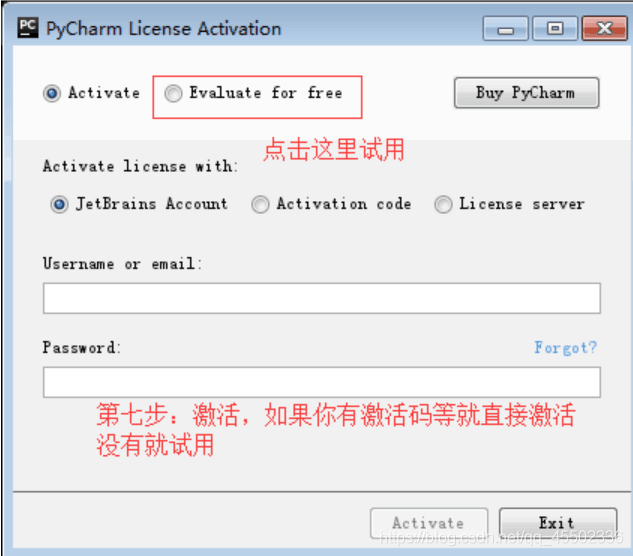 PC PyCharm License Activation
Activate Evaluate for free Buy PyCharm
点击这里试用
Activate license with:
JetBrains Account Activation code License server
Username or email:
Password: Forgot?
第七步：激活，如果你有激活码等就直接激活
没有就试用
Activate Exit
https://blog.csdn.net/qq_45502336